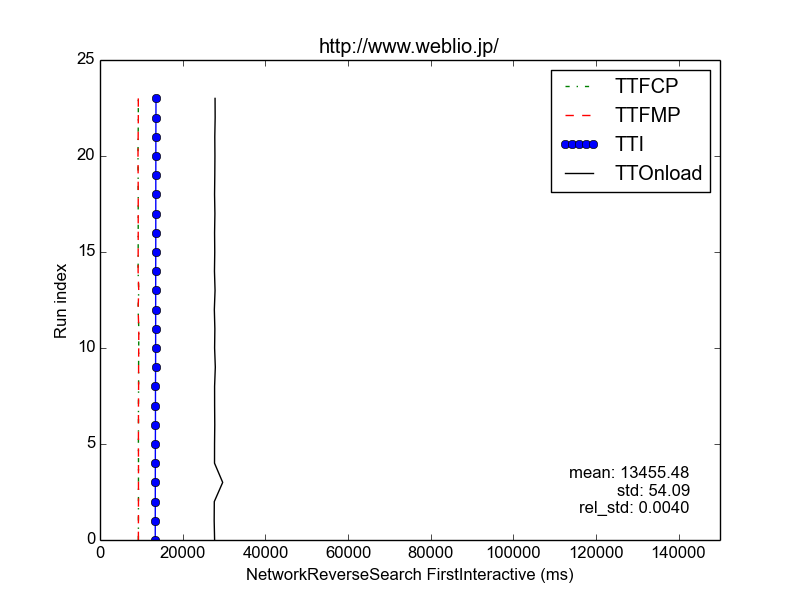 http://www.weblio.jp/
25
20
15
10
5
0
Run index
TTFCP
TTFMP
TTI
TTOnload
mean: 13455.48
std: 54.09
rel_std: 0.0040
0 20000 40000 60000 80000 100000 120000 140000
NetworkReverseSearch FirstInteractive (ms)